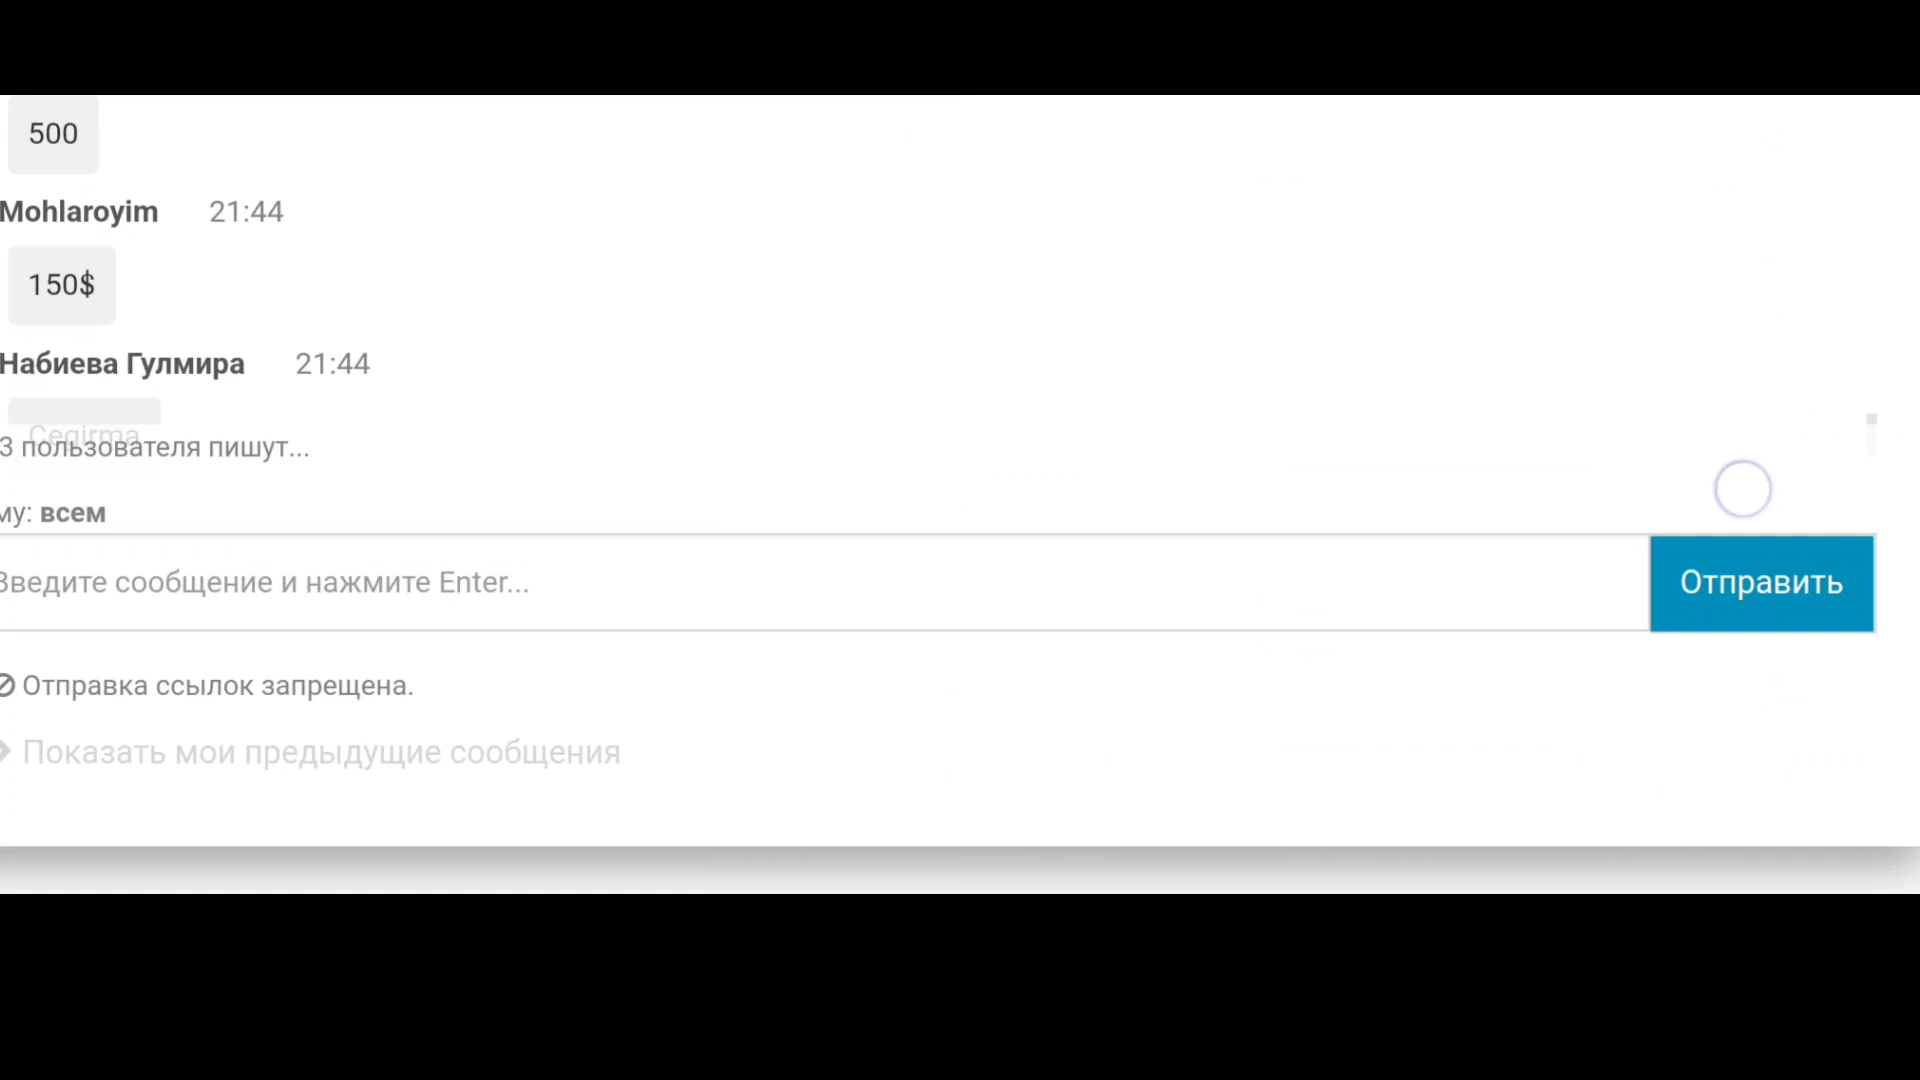 500
Mohlaroyim 21:44
150$
Набиева Гулмира 21:44
Cegirma
3 пользователя пишут...
му: всем
Введите сообщение и нажмите Enter...
Отправить
Отправка ссылок запрещена.
Показать мои предыдущие сообщения